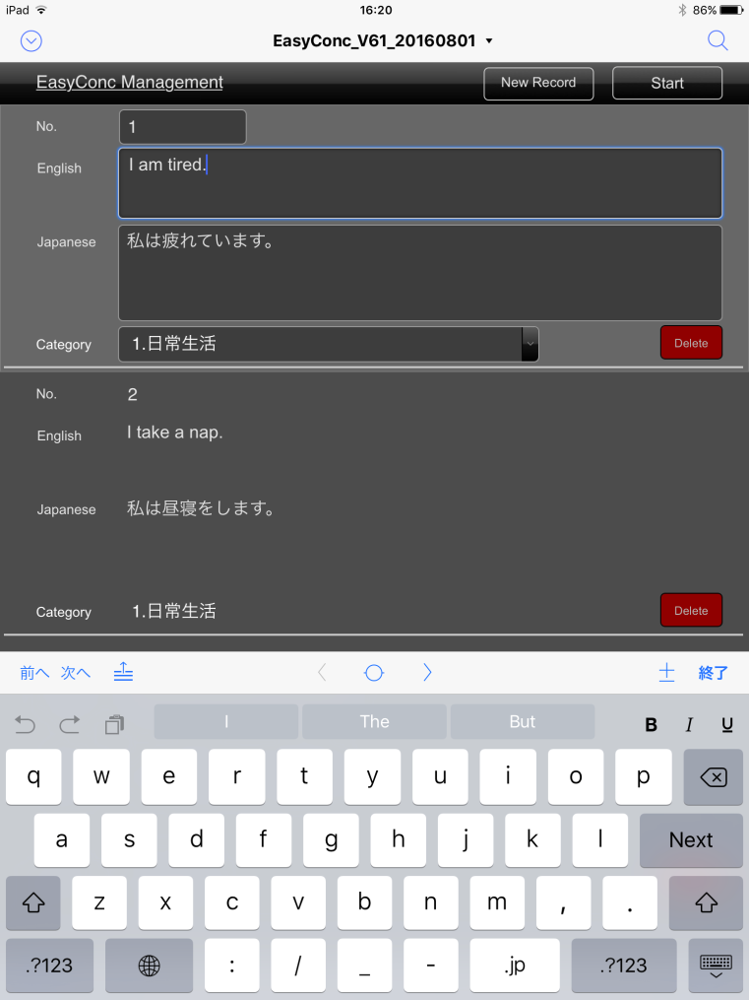 iPad 16:20 86%
EasyConc_V61_20160801
EasyConc Management New Record Start
No. 1
English I am tired.
Japanese 私は疲れています。
Category 1.日常生活 Delete
No. 2
English I take a nap.
Japanese 私は昼寝をします。
Category 1.日常生活 Delete
前へ 次へ 終了
I The But B I U
q w e r t y u i o p
a s d f g h j k l Next
z x c v b n m , .
.?123 : / _ - .jp .?123